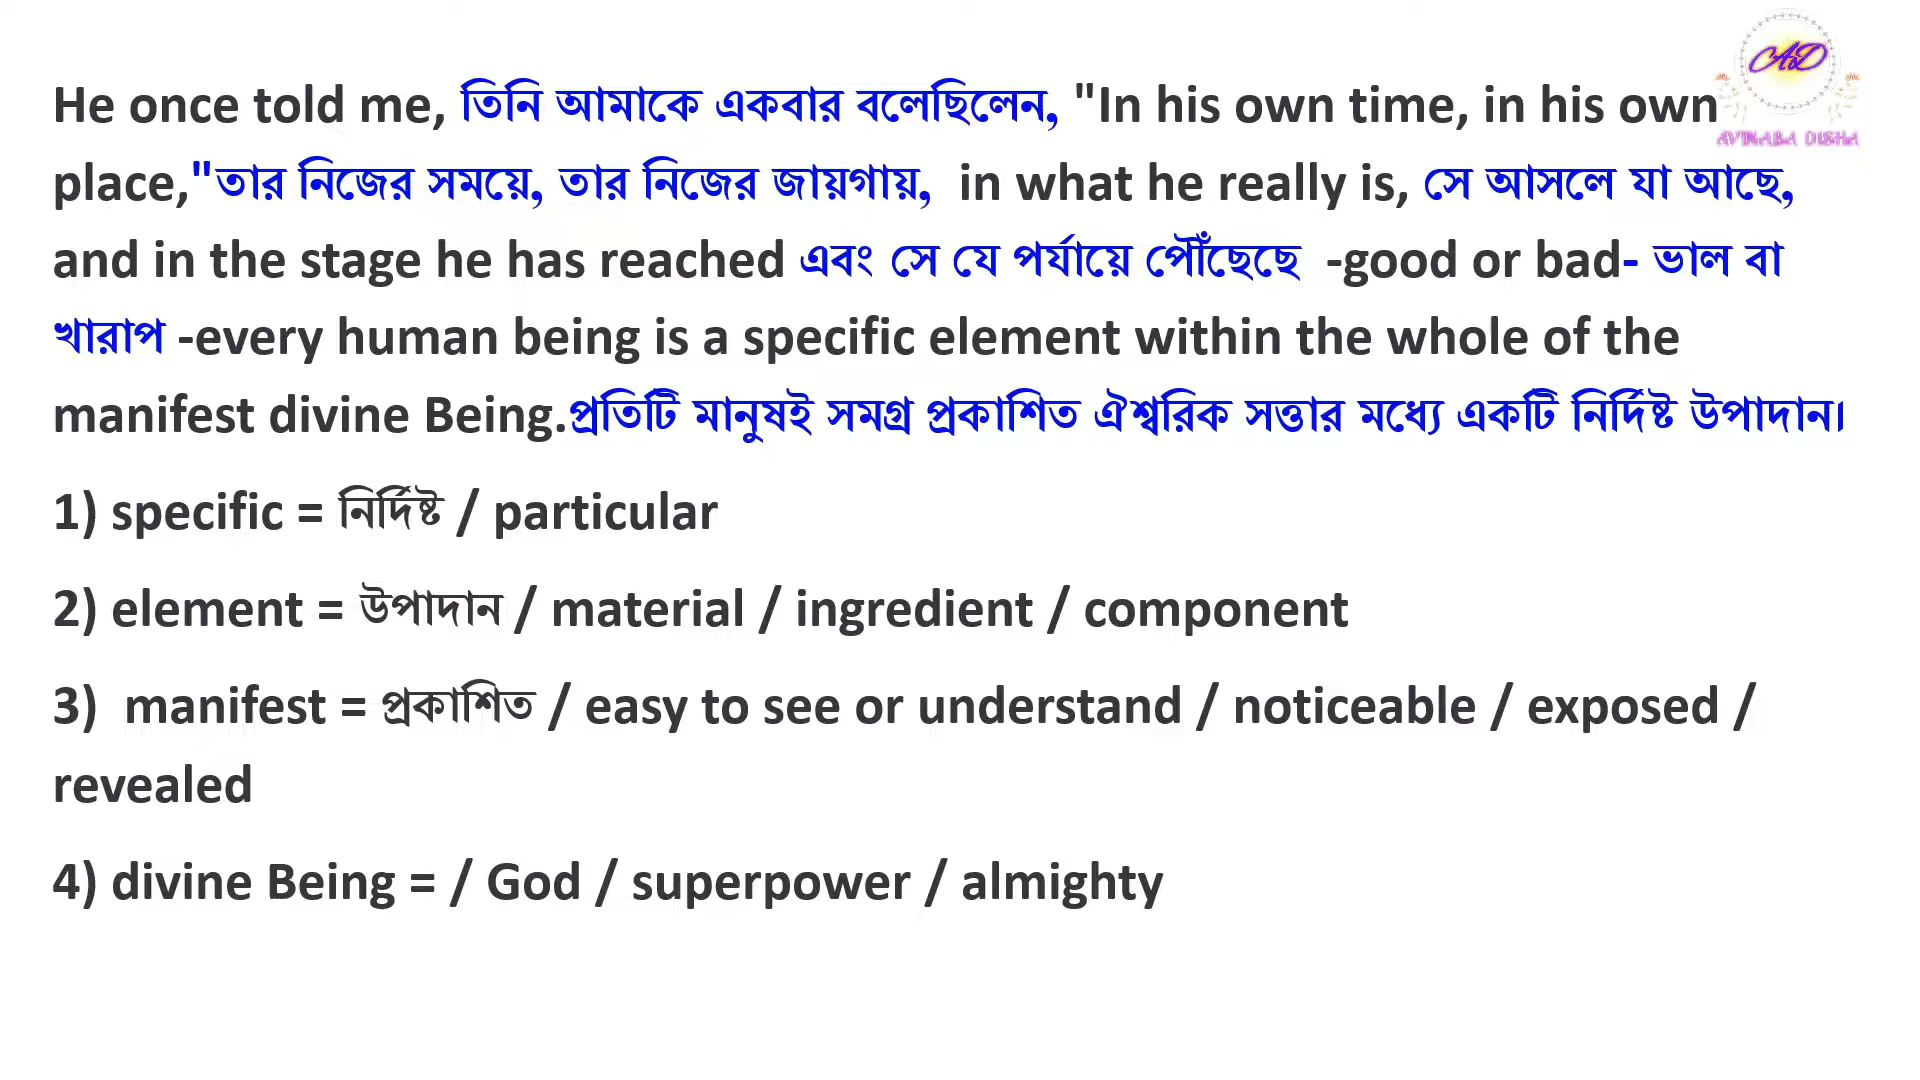 He once told me, তিনি আমাকে একবার বলেছিলেন, "In his own time, in his own
place,"তার নিজের সময়ে, তার নিজের জায়গায়,  in what he really is, সে আসলে যা আছে,
and in the stage he has reached এবং সে যে পর্যায়ে পৌঁছেছে  -good or bad- ভাল বা
খারাপ -every human being is a specific element within the whole of the
manifest divine Being.প্রতিটি মানুষই সমগ্র প্রকাশিত ঐশ্বরিক সত্তার মধ্যে একটি নির্দিষ্ট উপাদান।
1) specific = নির্দিষ্ট / particular
2) element = উপাদান / material / ingredient / component
3)  manifest = প্রকাশিত / easy to see or understand / noticeable / exposed /
revealed
4) divine Being = / God / superpower / almighty
AD
AVINABA DISHA